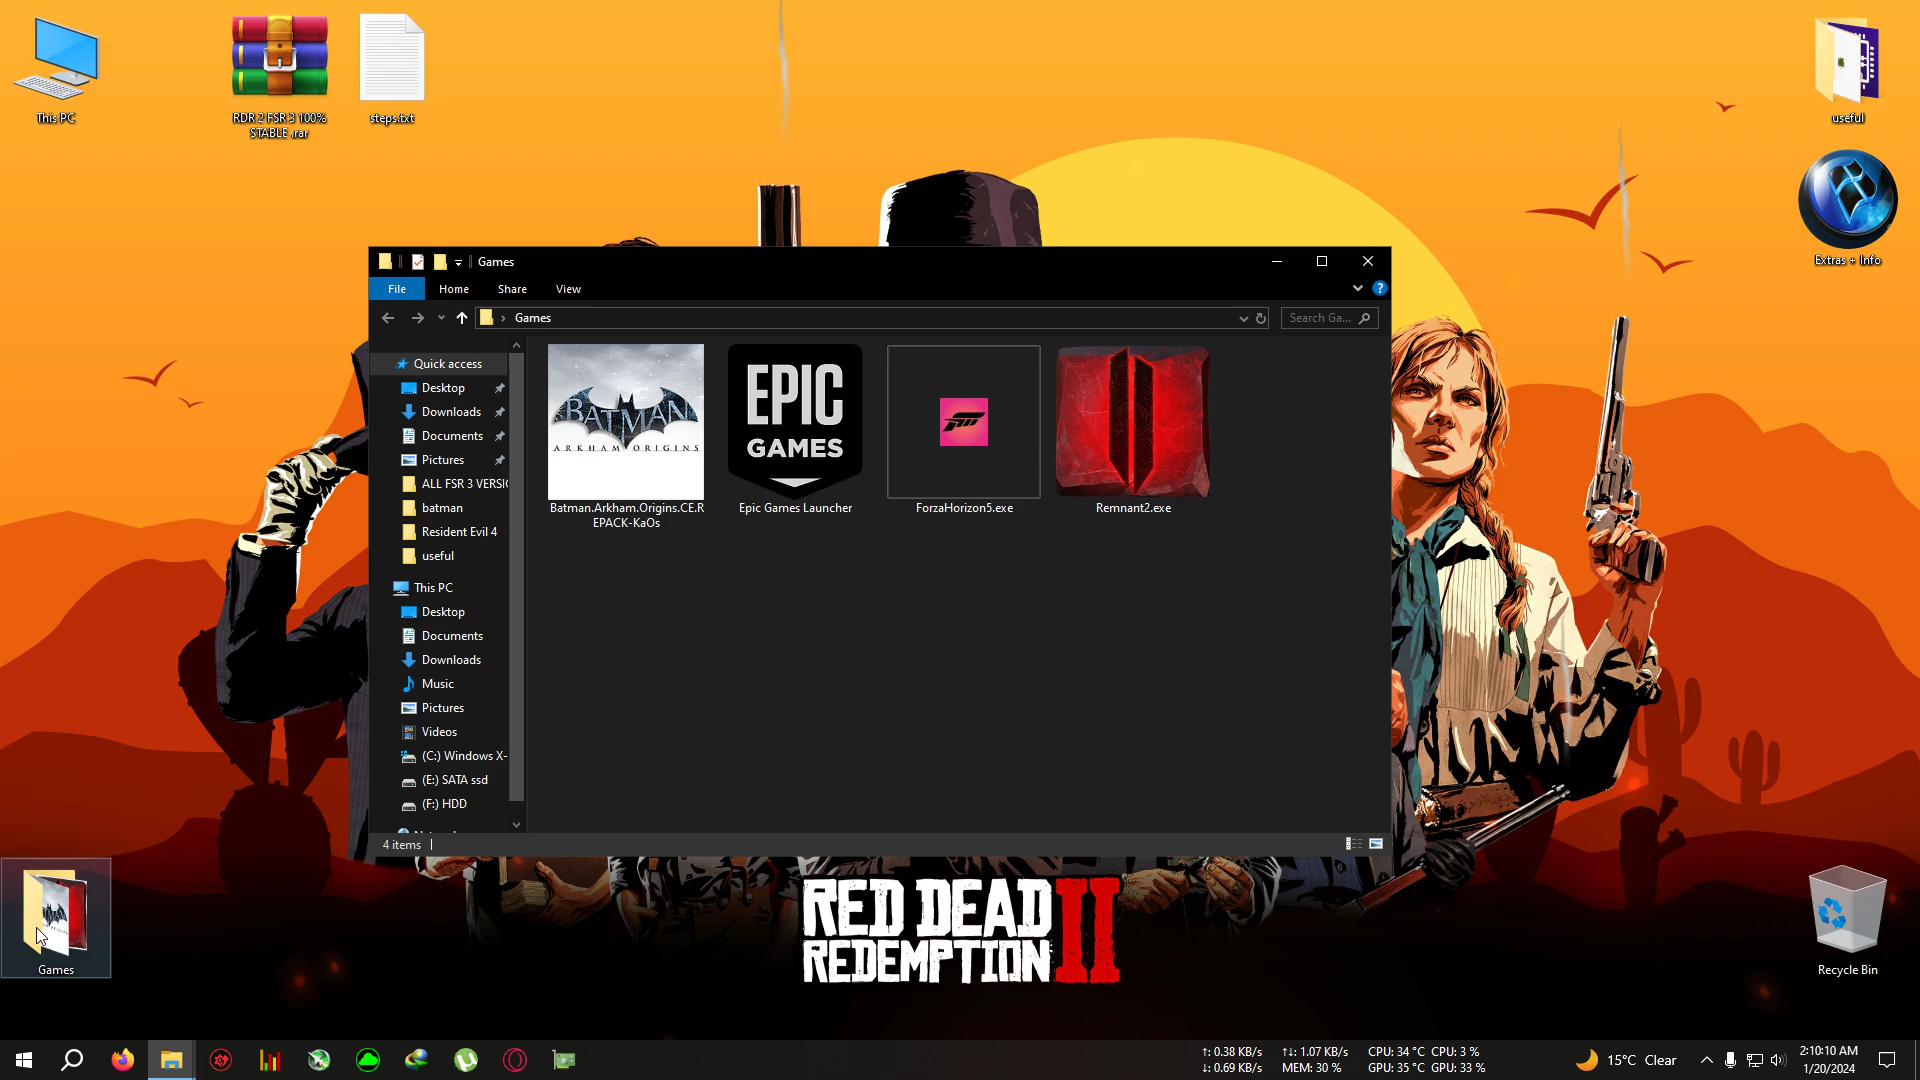 This PC
RDR 2 FSR 3 100%
STABLE .rar
steps.txt
useful
Extras + Info
Games
File
Home
Share
View
Games
Search Ga...
Quick access
Desktop
Downloads
Documents
Pictures
ALL FSR 3 VERSI
batman
Resident Evil 4
useful
This PC
Desktop
Documents
Downloads
Music
Pictures
Videos
(C:) Windows X-
(E:) SATA ssd
(F:) HDD
BATMAN
ARKHAM ORIGINS
Batman.Arkham.Origins.CE.R
EPACK-KaOs
EPIC
GAMES
Epic Games Launcher
ForzaHorizon5.exe
Remnant2.exe
4 items
Games
RED DEAD
REDEMPTION II
Recycle Bin
↑: 0.38 KB/s
↓: 0.69 KB/s
↑↓: 1.07 KB/s
MEM: 30 %
CPU: 34 °C CPU: 3 %
GPU: 35 °C GPU: 33 %
15°C Clear
2:10:10 AM
1/20/2024